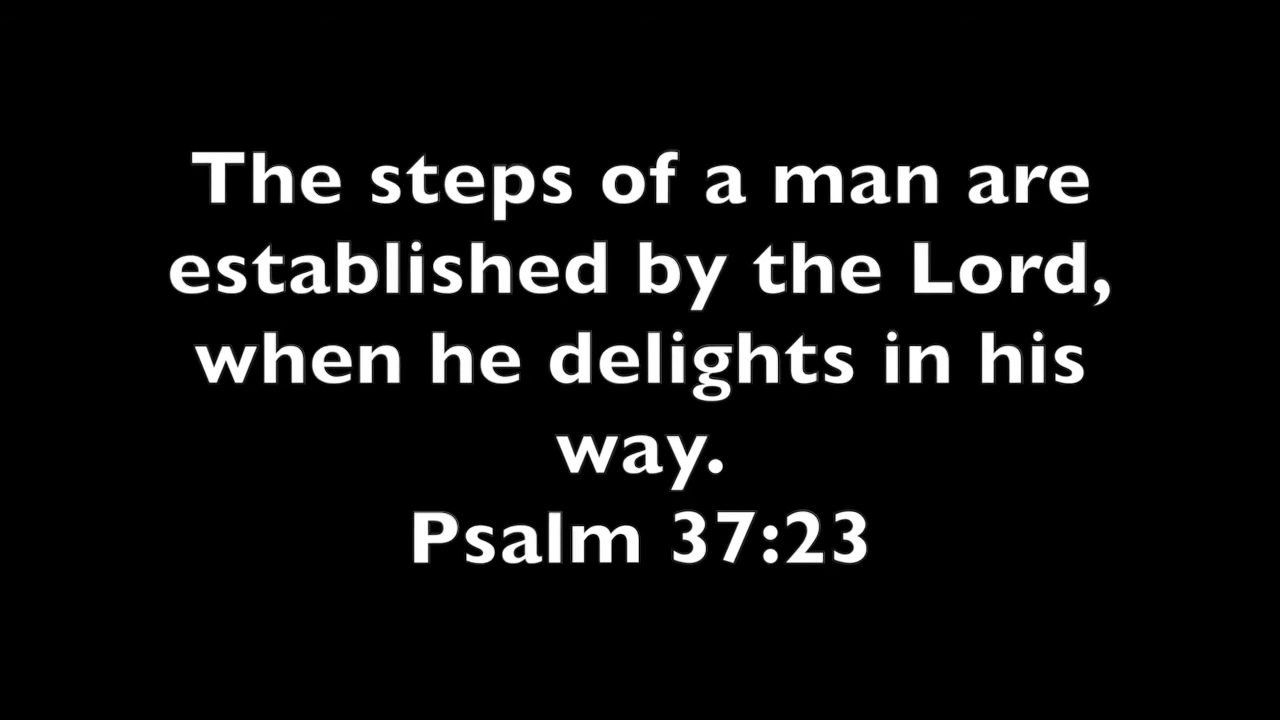 The steps of a man are
established by the Lord,
when he delights in his
way.
Psalm 37:23